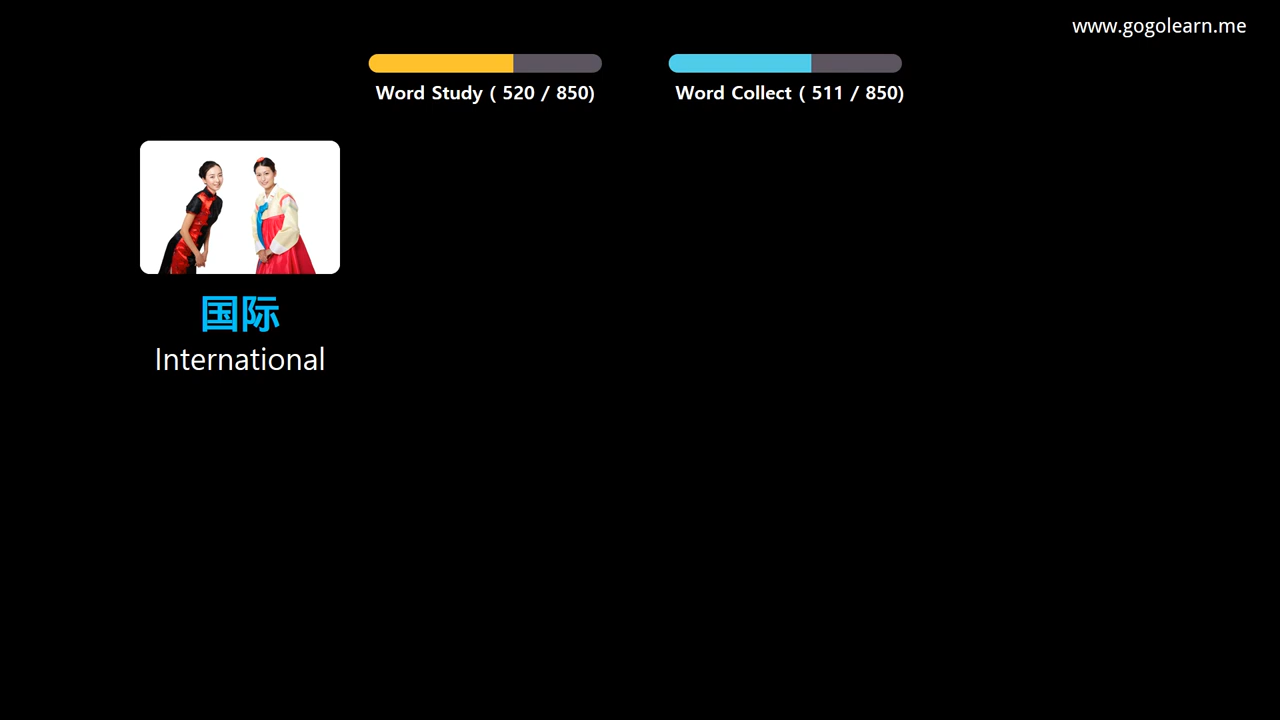 www.gogolearn.me
Word Study ( 520 / 850)
Word Collect ( 511 / 850)
国际
International